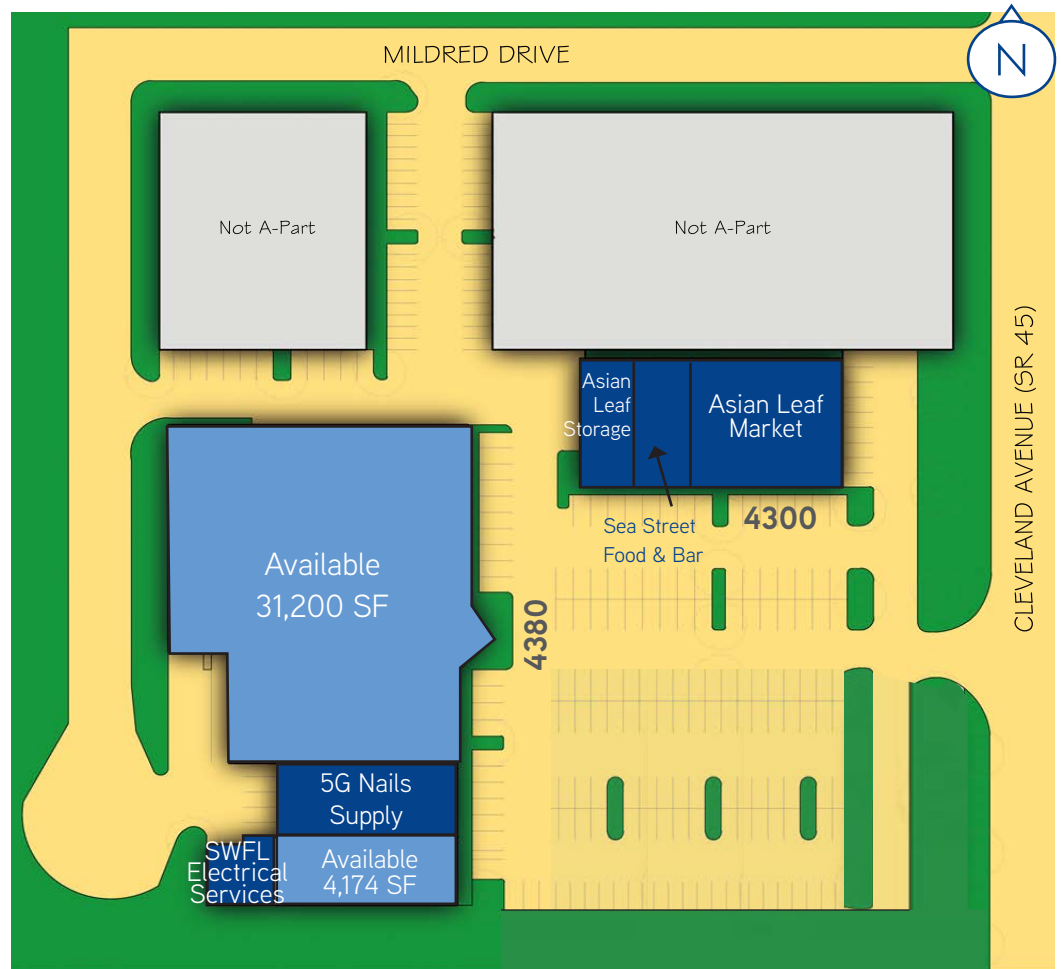 MILDRED DRIVE
N
Not A-Part
Not A-Part
CLEVELAND AVENUE (SR 45)
Asian
Leaf
Storage
Asian Leaf
Market
Sea Street
Food & Bar
4300
Available
31,200 SF
4380
5G Nails
Supply
SWFL
Electrical
Services
Available
4,174 SF